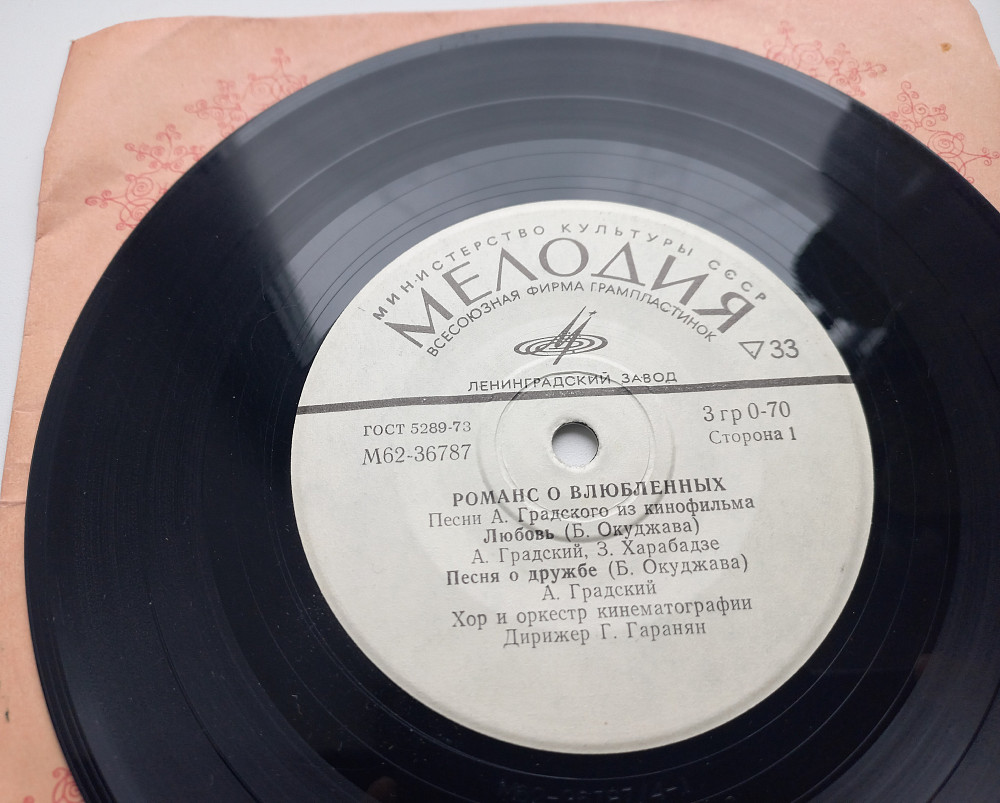 МИНИСТЕРСТВО КУЛЬТУРЫ СССР
МЕЛОДИЯ
ВСЕСОЮЗНАЯ ФИРМА ГРАМПЛАСТИНОК
33
ЛЕНИНГРАДСКИЙ ЗАВОД
ГОСТ 5289-73
3 гр 0-70
М62-36787
Сторона 1
РОМАНС О ВЛЮБЛЕННЫХ
Песни А. Градского из кинофильма
Любовь (Б. Окуджава)
А. Градский, З. Харабадзе
Песня о дружбе (Б. Окуджава)
А. Градский
Хор и оркестр кинематографии
Дирижер Г. Гаранян